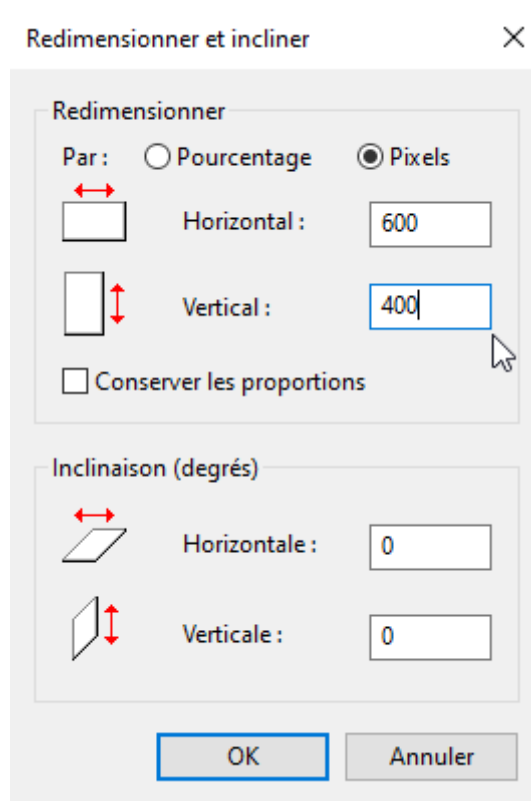 Redimensionner et incliner
Redimensionner
Par : Pourcentage Pixels
Horizontal : 600
Vertical : 400
Conserver les proportions
Inclinaison (degrés)
Horizontale : 0
Verticale : 0
OK Annuler